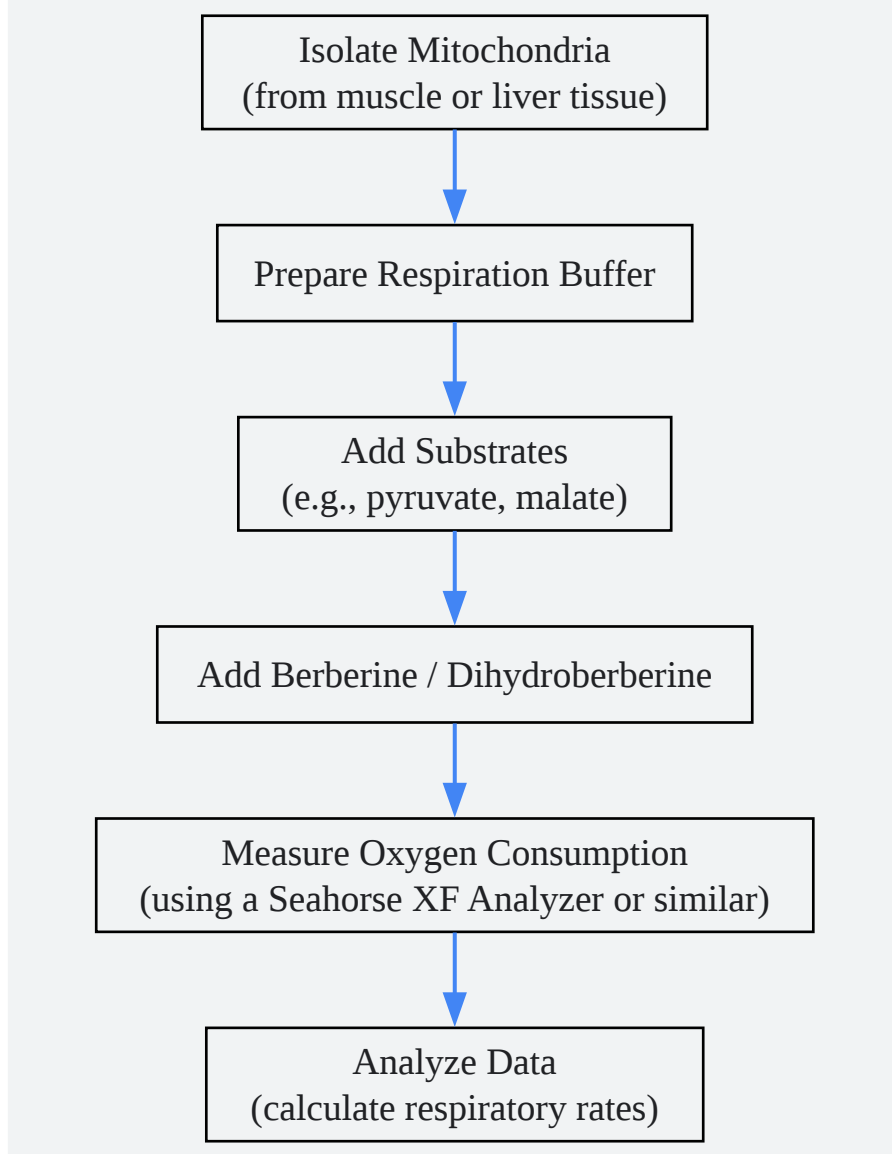 Isolate Mitochondria
(from muscle or liver tissue)
Prepare Respiration Buffer
Add Substrates
(e.g., pyruvate, malate)
Add Berberine / Dihydroberberine
Measure Oxygen Consumption
(using a Seahorse XF Analyzer or similar)
Analyze Data
(calculate respiratory rates)